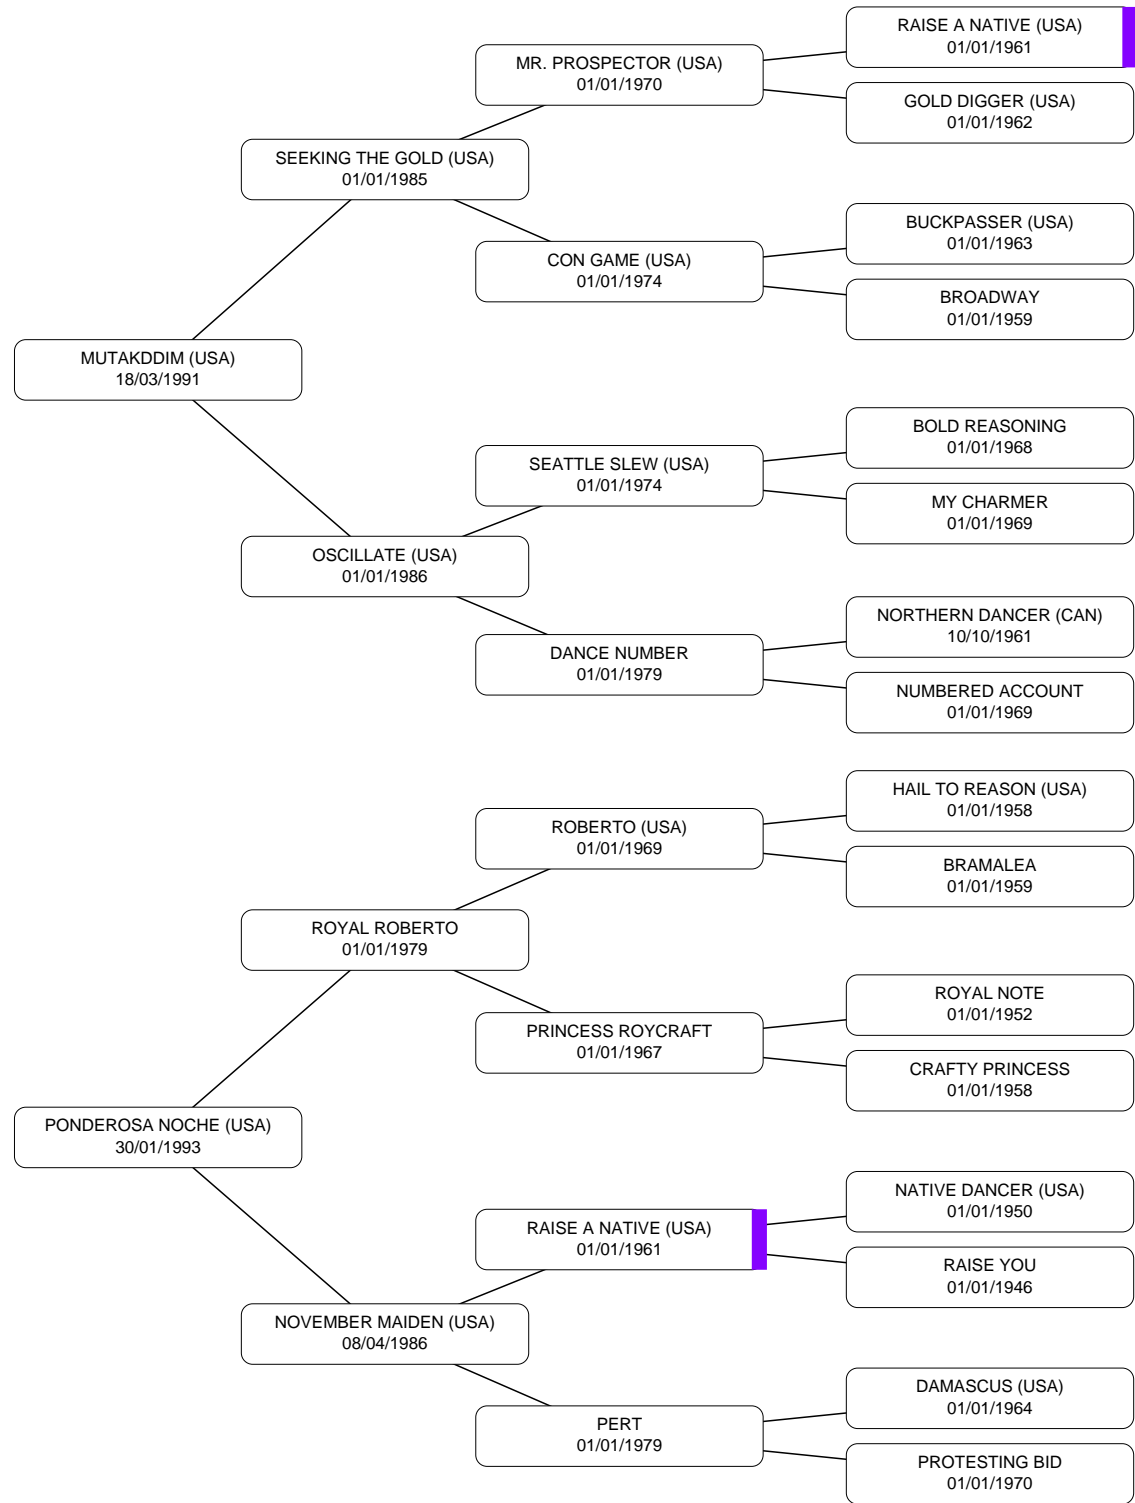 RAISE A NATIVE (USA)
01/01/1961
MR. PROSPECTOR (USA)
01/01/1970
GOLD DIGGER (USA)
01/01/1962
SEEKING THE GOLD (USA)
01/01/1985
BUCKPASSER (USA)
01/01/1963
CON GAME (USA)
01/01/1974
BROADWAY
01/01/1959
MUTAKDDIM (USA)
18/03/1991
BOLD REASONING
01/01/1968
SEATTLE SLEW (USA)
01/01/1974
MY CHARMER
01/01/1969
OSCILLATE (USA)
01/01/1986
NORTHERN DANCER (CAN)
10/10/1961
DANCE NUMBER
01/01/1979
NUMBERED ACCOUNT
01/01/1969
HAIL TO REASON (USA)
01/01/1958
ROBERTO (USA)
01/01/1969
BRAMALEA
01/01/1959
ROYAL ROBERTO
01/01/1979
ROYAL NOTE
01/01/1952
PRINCESS ROYCRAFT
01/01/1967
CRAFTY PRINCESS
01/01/1958
PONDEROSA NOCHE (USA)
30/01/1993
NATIVE DANCER (USA)
01/01/1950
RAISE A NATIVE (USA)
01/01/1961
RAISE YOU
01/01/1946
NOVEMBER MAIDEN (USA)
08/04/1986
DAMASCUS (USA)
01/01/1964
PERT
01/01/1979
PROTESTING BID
01/01/1970